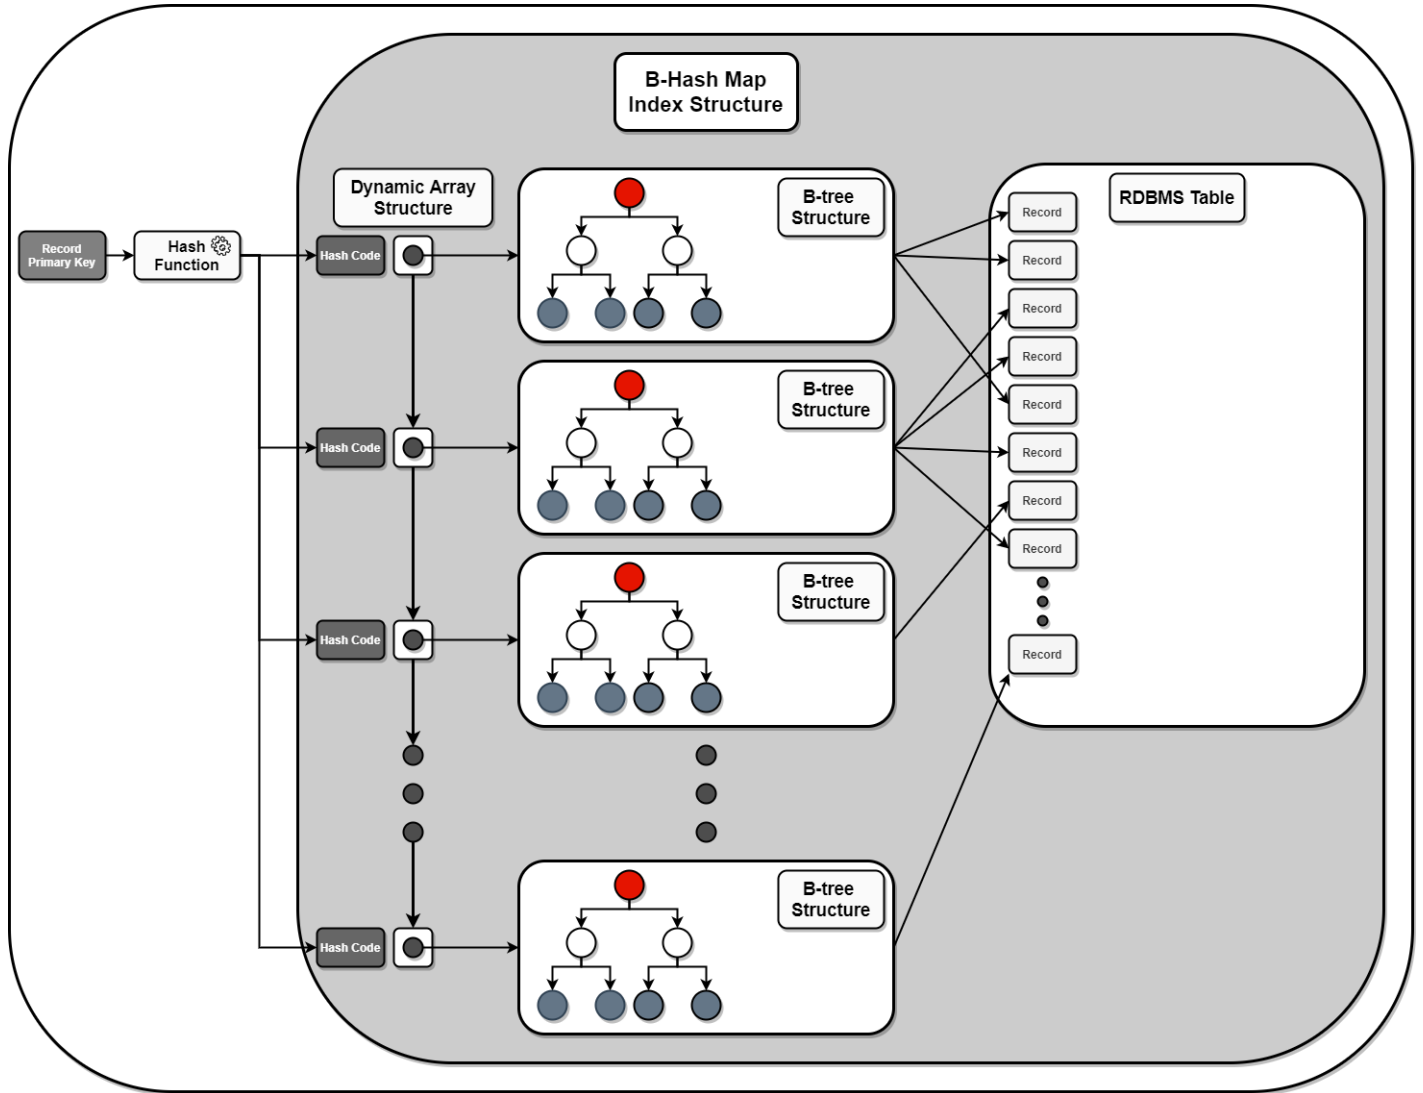 B-Hash Map
Index Structure
Dynamic Array
Structure
B-tree
Structure
RDBMS Table
Record
Record
Primary Key
Hash
Function
Hash Code
Record
Record
Record
B-tree
Structure
Record
Hash Code
Record
Record
Record
B-tree
Structure
Hash Code
Record
B-tree
Structure
Hash Code